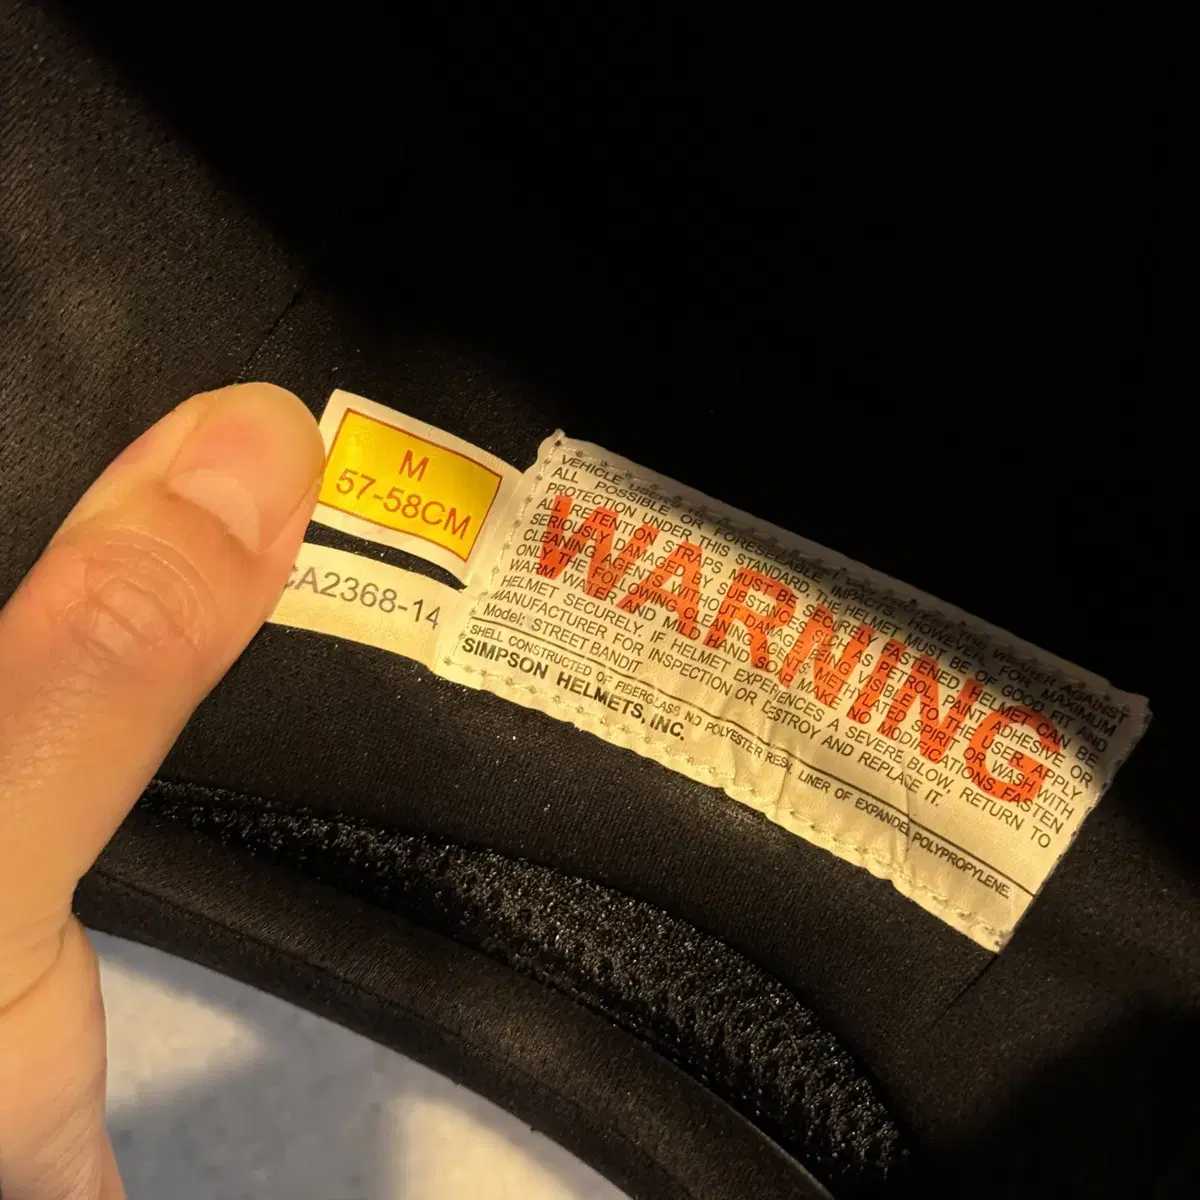 M
57-58CM
CA2368-14
WARNING
ALL POSSIBLE OR FORESEEABLE IMPACTS. HOWEVER, FOR MAXIMUM
PROTECTION UNDER THIS STANDARD, THE HELMET MUST BE OF GOOD FIT AND
ALL RETENTION STRAPS MUST BE SECURELY FASTENED. HELMET CAN BE
SERIOUSLY DAMAGED BY SUBSTANCES SUCH AS PETROL, PAINT, ADHESIVE OR
CLEANING AGENTS WITHOUT DAMAGE BEING VISIBLE TO THE USER. APPLY
ONLY THE FOLLOWING CLEANING AGENTS: METHYLATED SPIRIT OR WASH WITH
WARM WATER AND MILD HAND SOAP. MAKE NO MODIFICATIONS. FASTEN
HELMET SECURELY. IF HELMET EXPERIENCES A SEVERE BLOW, RETURN TO
MANUFACTURER FOR INSPECTION OR DESTROY AND REPLACE IT.
Model: STREET BANDIT
SHELL CONSTRUCTED OF FIBERGLASS ND POLYESTER RESN, LINER OF EXPANDED POLYPROPYLENE.
SIMPSON HELMETS, INC.